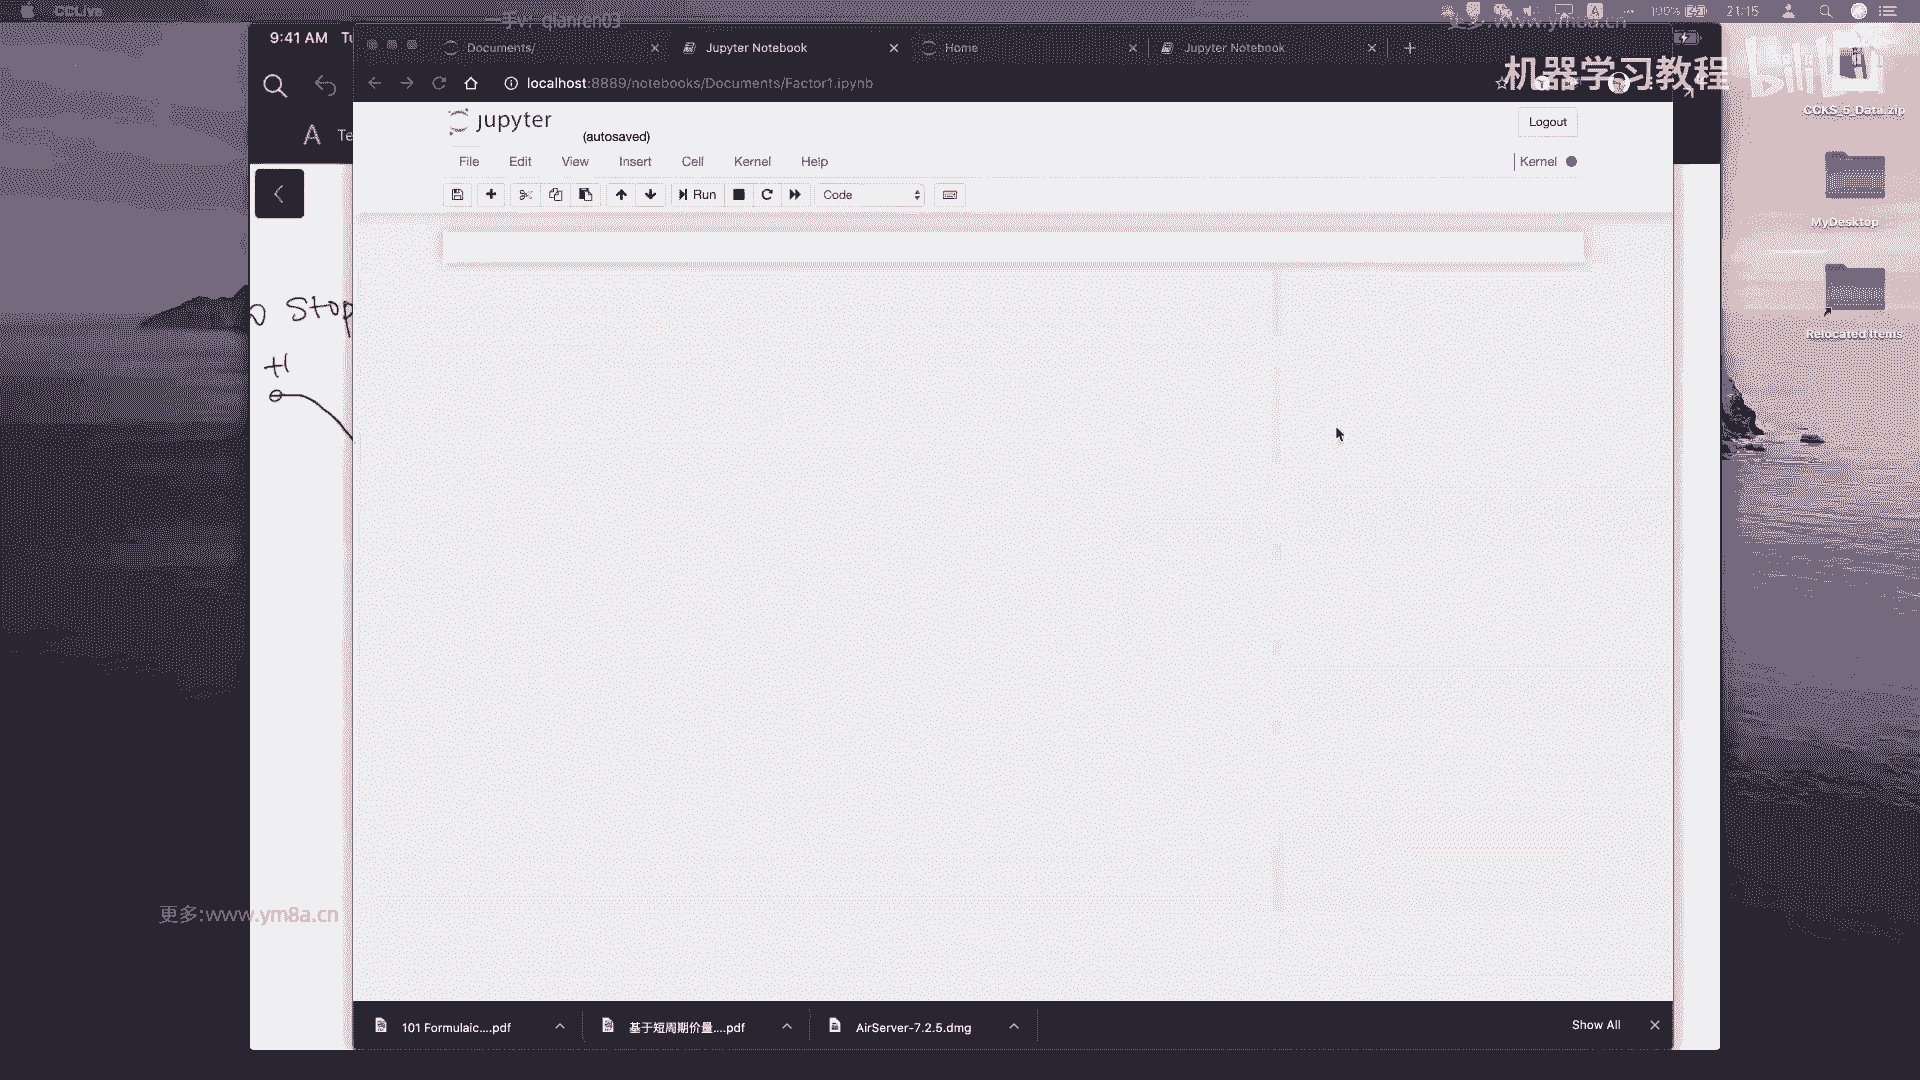 CCLive
一手v: qianren03
更多:www.ym8a.cn
100%
21:15
9:41 AM
Documents/
Jupyter Notebook
Home
Jupyter Notebook
机器学习教程
bilibili
localhost:8889/notebooks/Documents/Factor1.ipynb
CCKS_5_Data.zip
jupyter
(autosaved)
Logout
A Te
File Edit View Insert Cell Kernel Help
Kernel
Run
Code
MyDesktop
Stop
+1
Relocated Items
更多:www.ym8a.cn
101 Formulaic....pdf
基于短周期价量....pdf
AirServer-7.2.5.dmg
Show All